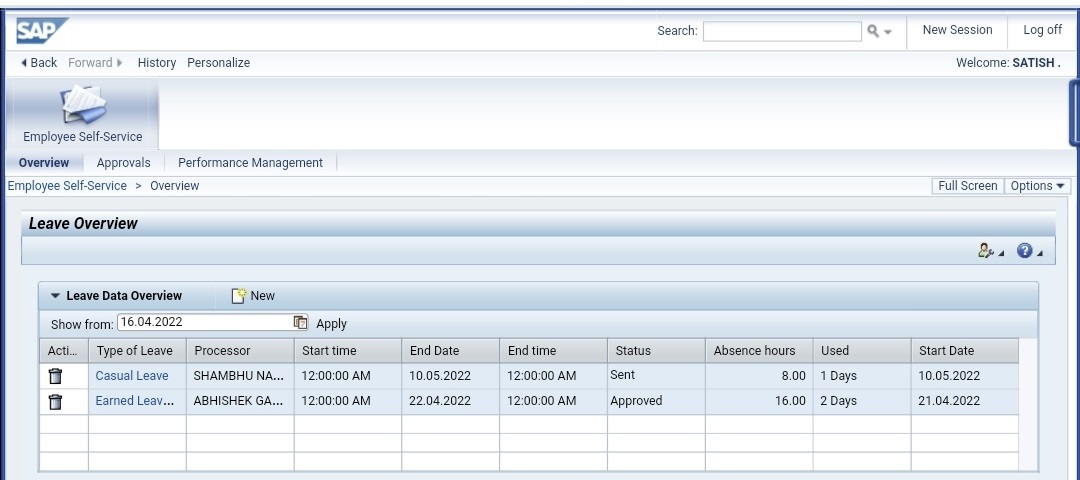 SAP
Search: New Session Log off
Back Forward History Personalize Welcome: SATISH .
Employee Self-Service
Overview Approvals Performance Management
Employee Self-Service > Overview Full Screen Options
Leave Overview
Leave Data Overview New
Show from: 16.04.2022 Apply
Acti... Type of Leave Processor Start time End Date End time Status Absence hours Used Start Date
Casual Leave SHAMBHU NA... 12:00:00 AM 10.05.2022 12:00:00 AM Sent 8.00 1 Days 10.05.2022
Earned Leav... ABHISHEK GA... 12:00:00 AM 22.04.2022 12:00:00 AM Approved 16.00 2 Days 21.04.2022